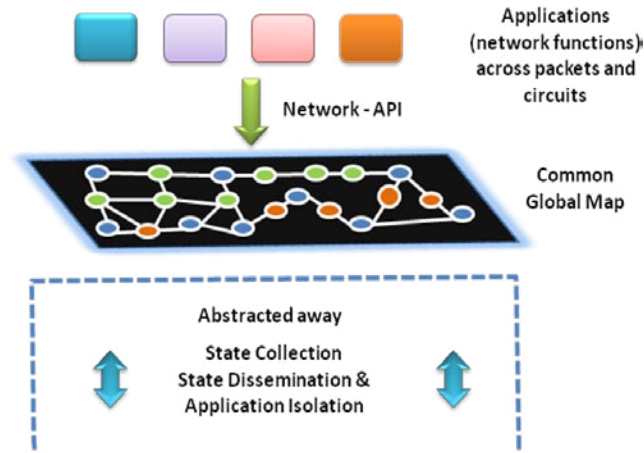 Applications
(network functions)
across packets and
circuits
Network - API
Common
Global Map
Abstracted away
State Collection
State Dissemination &
Application Isolation